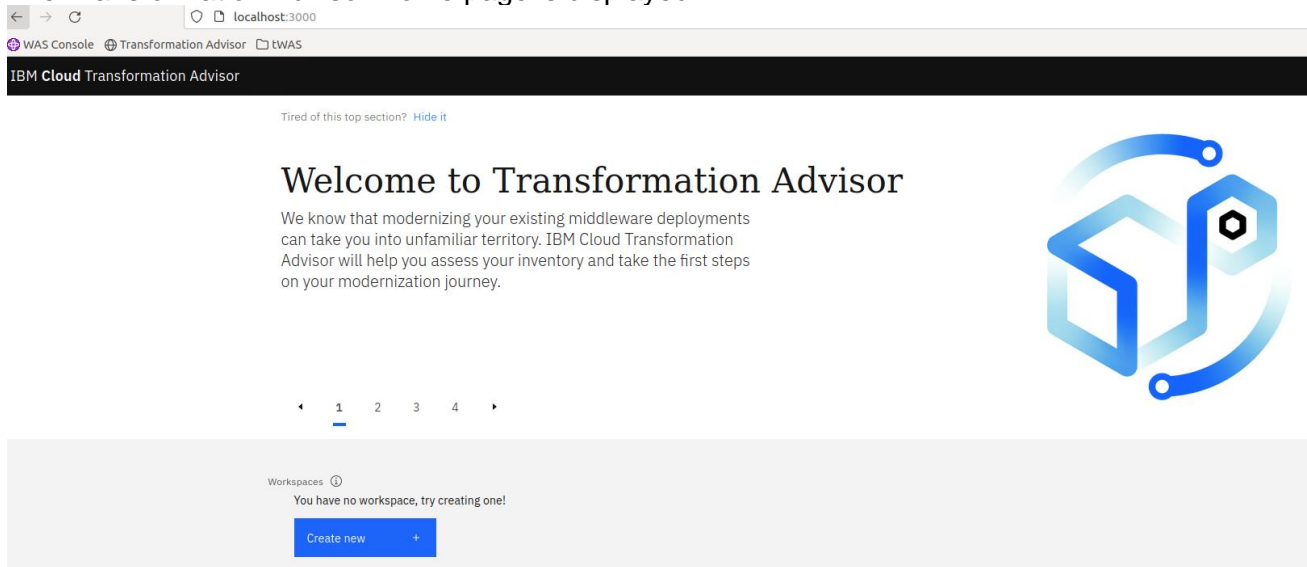 localhost:3000
WAS Console Transformation Advisor tWAS
IBM Cloud Transformation Advisor
Tired of this top section? Hide it
Welcome to Transformation Advisor
We know that modernizing your existing middleware deployments
can take you into unfamiliar territory. IBM Cloud Transformation
Advisor will help you assess your inventory and take the first steps
on your modernization journey.
1 2 3 4
Workspaces
You have no workspace, try creating one!
Create new +